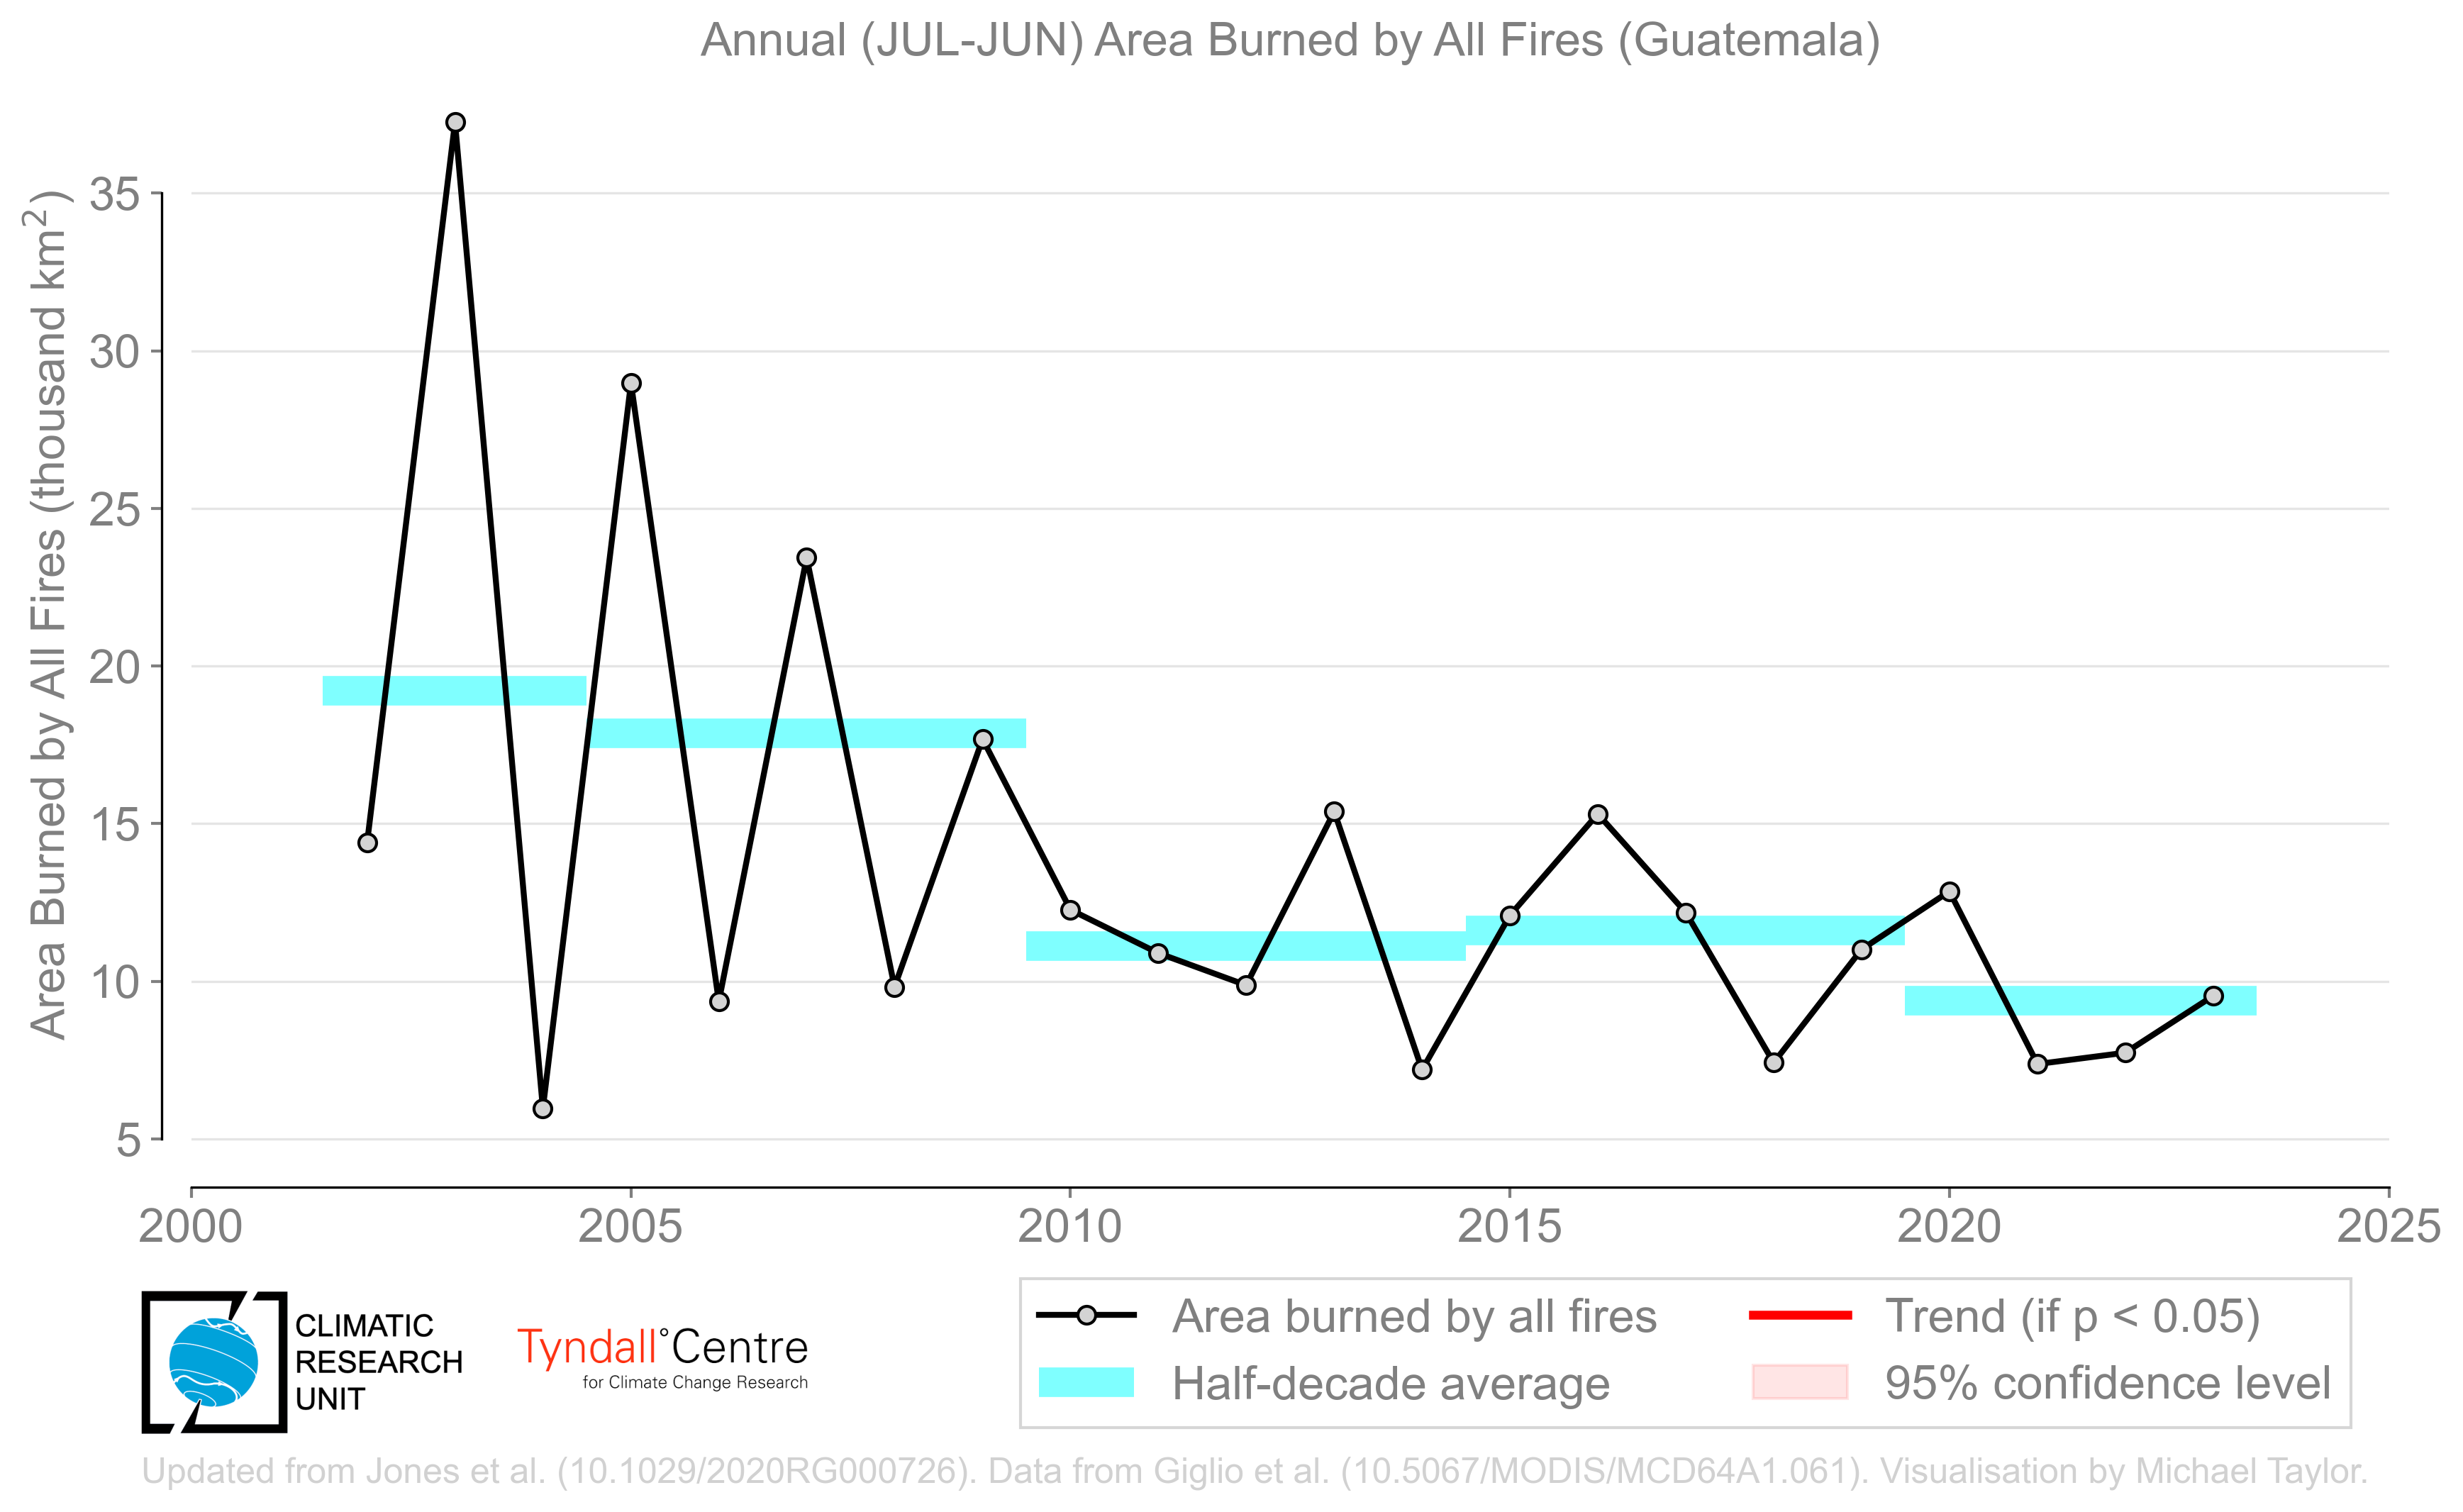 Annual (JUL-JUN) Area Burned by All Fires (Guatemala)
Area Burned by All Fires (thousand km²)
35
30
25
20
15
10
5
2000 2005 2010 2015 2020 2025
CLIMATIC
RESEARCH
UNIT
Tyndall°Centre
for Climate Change Research
Area burned by all fires
Half-decade average
Trend (if p < 0.05)
95% confidence level
Updated from Jones et al. (10.1029/2020RG000726). Data from Giglio et al. (10.5067/MODIS/MCD64A1.061). Visualisation by Michael Taylor.